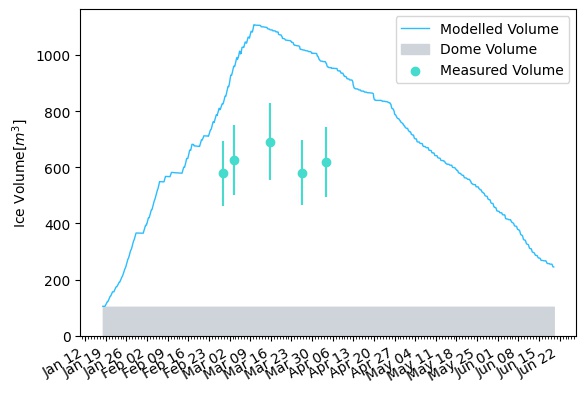 Modelled Volume
Dome Volume
Measured Volume
Ice Volume[m³]
1000
800
600
400
200
0
Jan 12
Jan 19
Jan 26
Feb 02
Feb 09
Feb 16
Feb 23
Mar 02
Mar 09
Mar 16
Mar 23
Mar 30
Apr 06
Apr 13
Apr 20
Apr 27
May 04
May 11
May 18
May 25
Jun 01
Jun 08
Jun 15
Jun 22